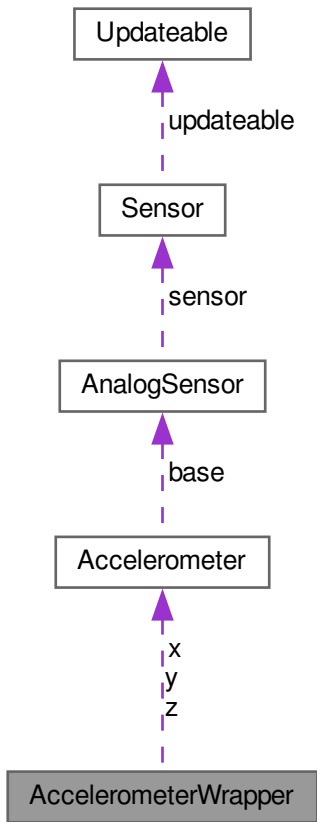 Updateable
updateable
Sensor
sensor
AnalogSensor
base
Accelerometer
x
y
z
AccelerometerWrapper